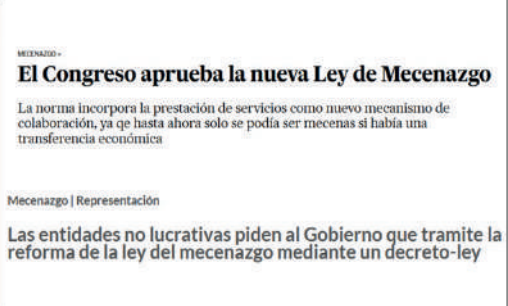 MECENAZGO »
El Congreso aprueba la nueva Ley de Mecenazgo
La norma incorpora la prestación de servicios como nuevo mecanismo de
colaboración, ya qe hasta ahora solo se podía ser mecenas si había una
transferencia económica
Mecenazgo | Representación
Las entidades no lucrativas piden al Gobierno que tramite la
reforma de la ley del mecenazgo mediante un decreto-ley